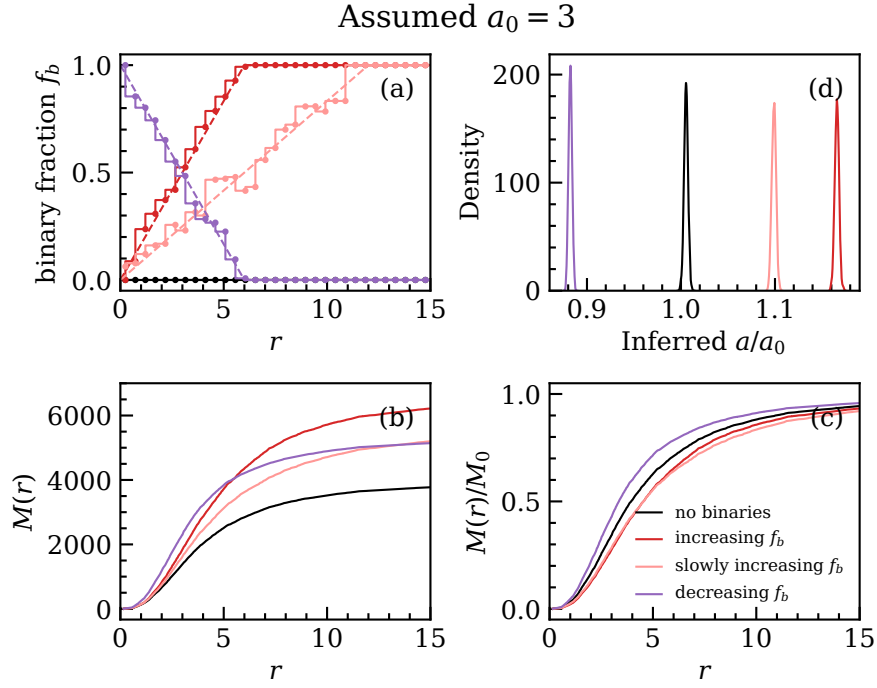 Assumed a₀ = 3
binary fraction f_b
1.0
0.5
0.0
(a)
0 5 10 15
r
Density
200
100
0
(d)
0.9 1.0 1.1
Inferred a/a₀
M(r)
6000
4000
2000
0
(b)
0 5 10 15
r
M(r)/M₀
1.0
0.5
0.0
(c)
no binaries
increasing f_b
slowly increasing f_b
decreasing f_b
0 5 10 15
r